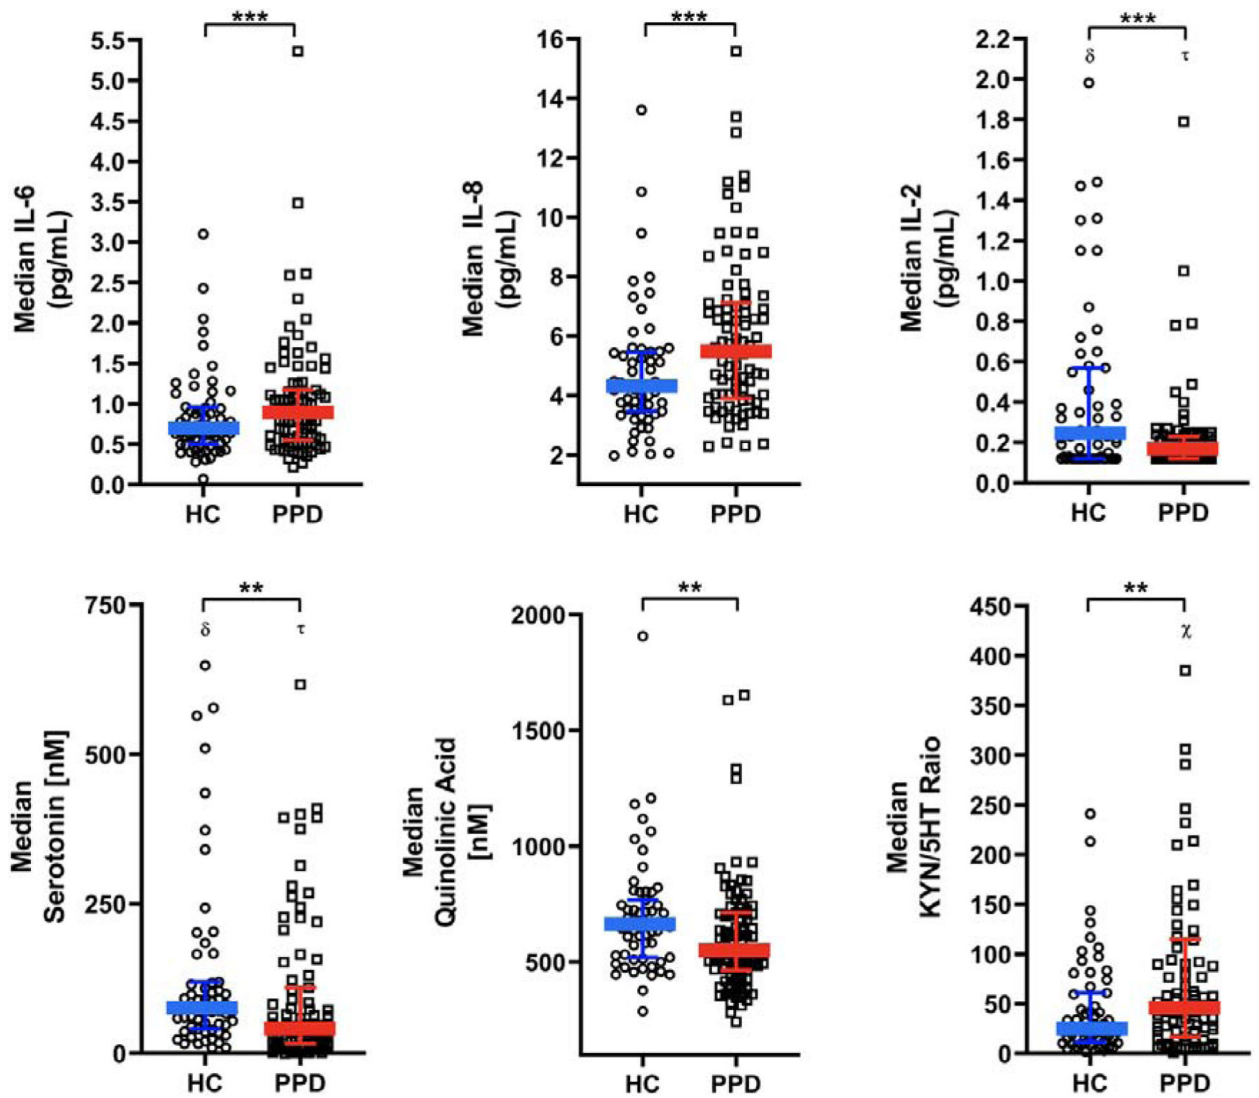 ***
5.5
5.0
4.5
4.0
3.5
3.0
2.5
2.0
1.5
1.0
0.5
0.0
Median IL-6
(pg/mL)
HC PPD
***
16
14
12
10
8
6
4
2
Median IL-8
(pg/mL)
HC PPD
***
δ τ
2.2
2.0
1.8
1.6
1.4
1.2
1.0
0.8
0.6
0.4
0.2
0.0
Median IL-2
(pg/mL)
HC PPD
**
δ τ
750
500
250
0
Median
Serotonin [nM]
HC PPD
**
2000
1500
1000
500
Median
Quinolinic Acid
[nM]
HC PPD
**
χ
450
400
350
300
250
200
150
100
50
0
Median
KYN/5HT Raio
HC PPD